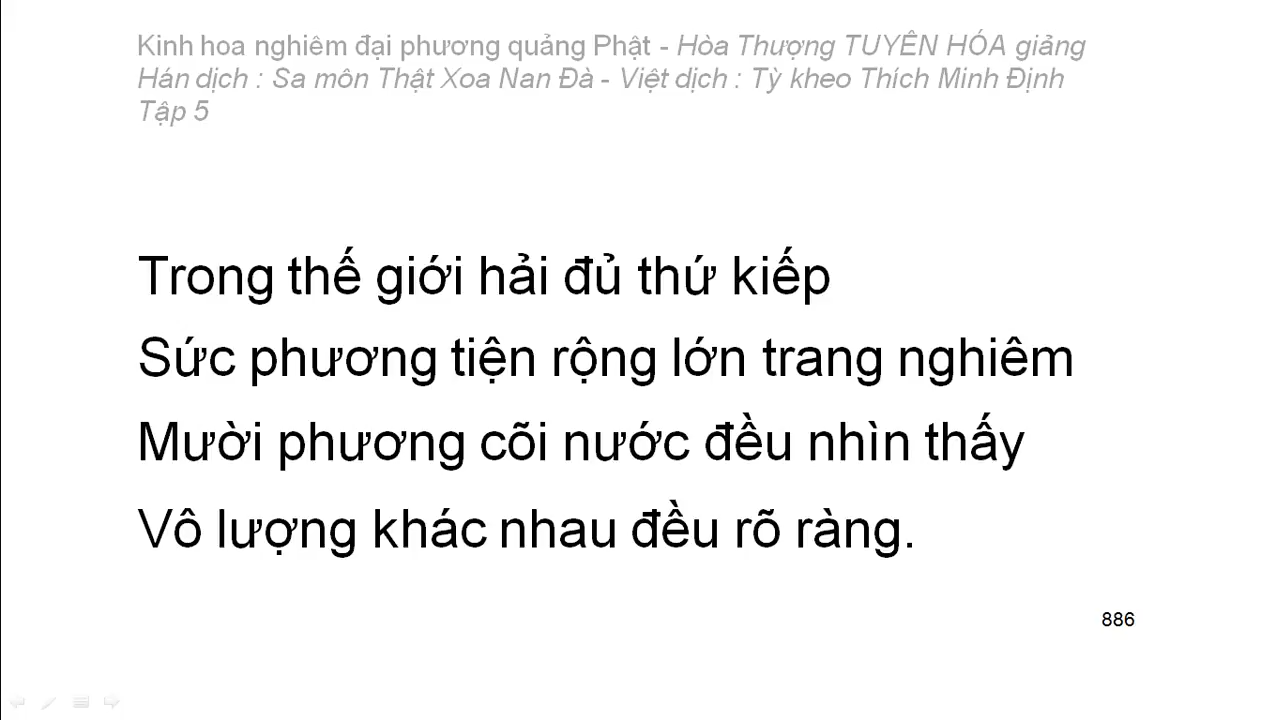 Kinh hoa nghiêm đại phương quảng Phật - Hòa Thượng TUYÊN HÓA giảng
Hán dịch : Sa môn Thật Xoa Nan Đà - Việt dịch : Tỳ kheo Thích Minh Định
Tập 5
Trong thế giới hải đủ thứ kiếp
Sức phương tiện rộng lớn trang nghiêm
Mười phương cõi nước đều nhìn thấy
Vô lượng khác nhau đều rõ ràng.
886